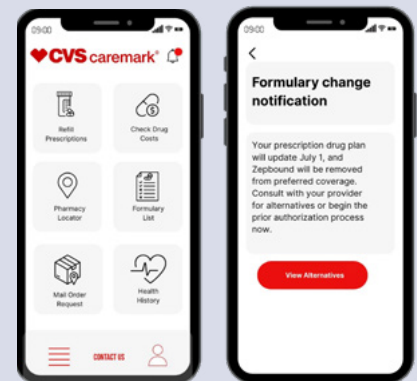 09:00
CVS caremark®
Refill
Prescriptions
Check Drug
Costs
Pharmacy
Locator
Formulary
List
Mail Order
Request
Health
History
CONTACT US
09:00
Formulary change
notification
Your prescription drug plan
will update July 1, and
Zepbound will be removed
from preferred coverage.
Consult with your provider
for alternatives or begin the
prior authorization process
now.
View Alternatives